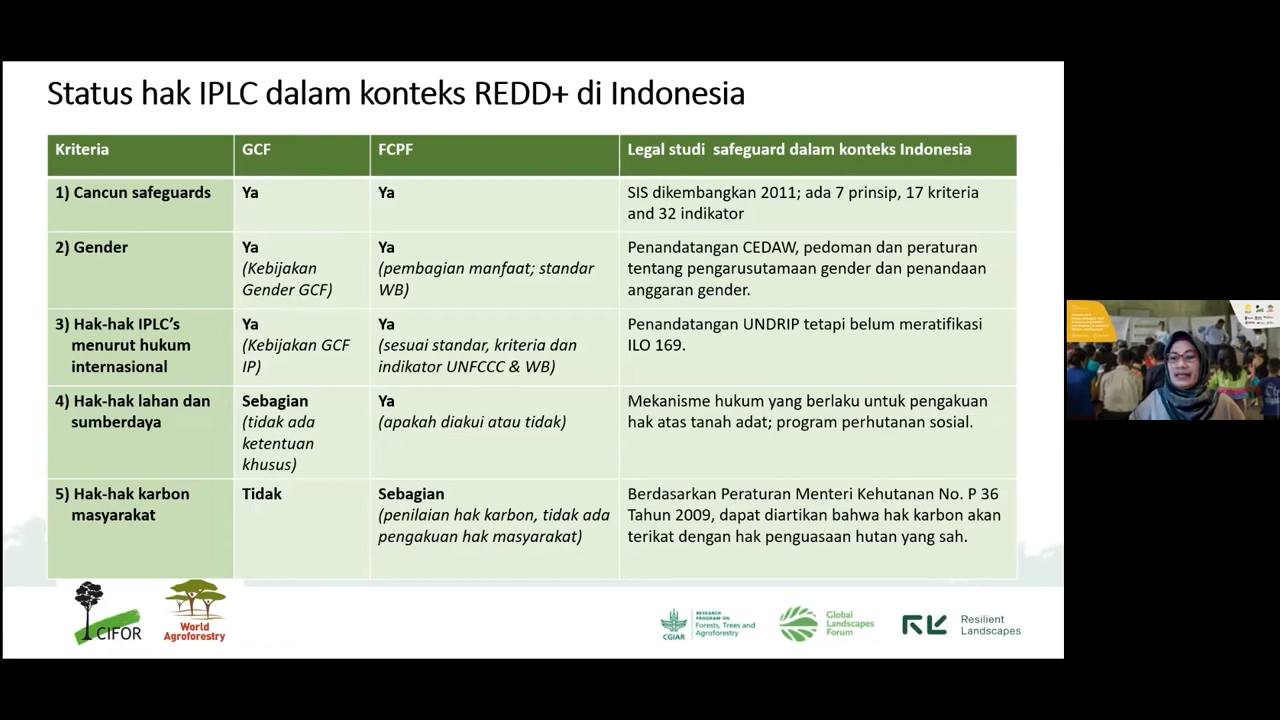 Status hak IPLC dalam konteks REDD+ di Indonesia
Kriteria
GCF
FCPF
Legal studi safeguard dalam konteks Indonesia
1) Cancun safeguards
Ya
Ya
SIS dikembangkan 2011; ada 7 prinsip, 17 kriteria
and 32 indikator
2) Gender
Ya
(Kebijakan
Gender GCF)
Ya
(pembagian manfaat; standar
WB)
Penandatangan CEDAW, pedoman dan peraturan
tentang pengarusutamaan gender dan penandaan
anggaran gender.
3) Hak-hak IPLC's
menurut hukum
internasional
Ya
(Kebijakan GCF
IP)
Ya
(sesuai standar, kriteria dan
indikator UNFCCC & WB)
Penandatangan UNDRIP tetapi belum meratifikasi
ILO 169.
4) Hak-hak lahan dan
sumberdaya
Sebagian
(tidak ada
ketentuan
khusus)
Ya
(apakah diakui atau tidak)
Mekanisme hukum yang berlaku untuk pengakuan
hak atas tanah adat; program perhutanan sosial.
5) Hak-hak karbon
masyarakat
Tidak
Sebagian
(penilaian hak karbon, tidak ada
pengakuan hak masyarakat)
Berdasarkan Peraturan Menteri Kehutanan No. P 36
Tahun 2009, dapat diartikan bahwa hak karbon akan
terikat dengan hak penguasaan hutan yang sah.
CIFOR
World
Agroforestry
CGIAR
RESEARCH
PROGRAM ON
Forests, Trees and
Agroforestry
Global
Landscapes
Forum
Resilient
Landscapes